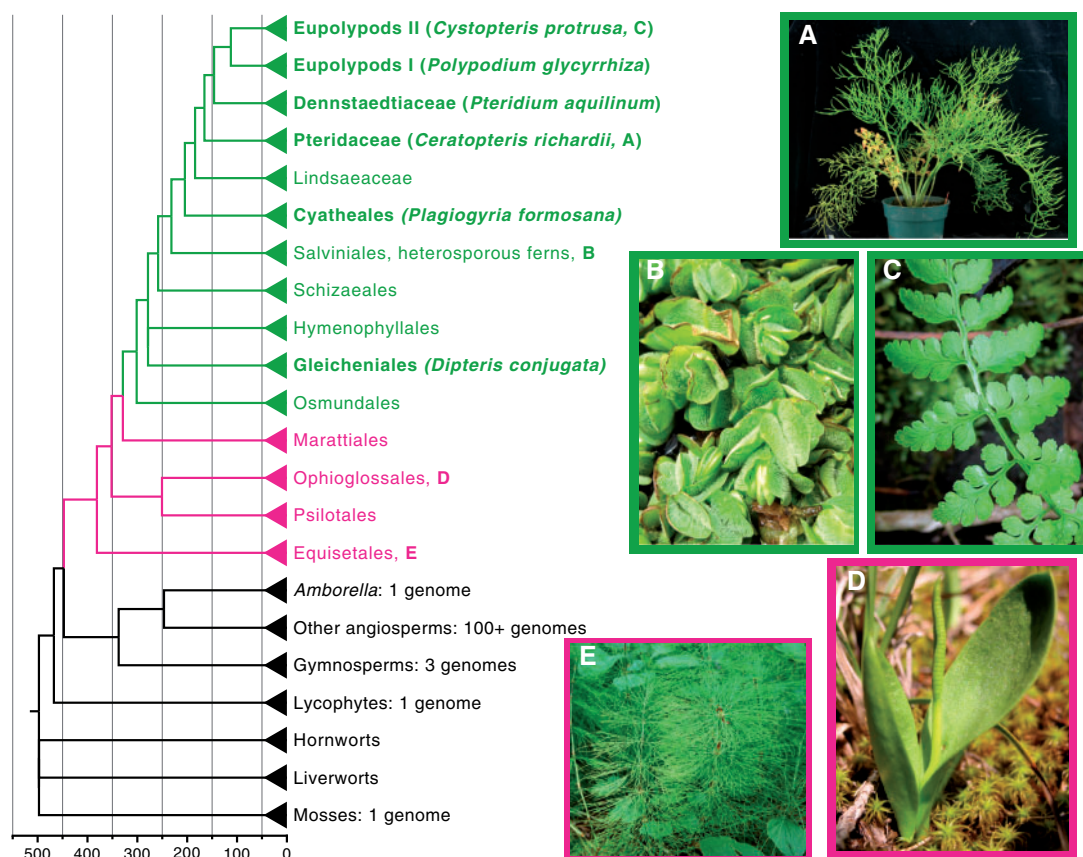 Eupolypods II (Cystopteris protrusa, C)
Eupolypods I (Polypodium glycyrrhiza)
Dennstaedtiaceae (Pteridium aquilinum)
Pteridaceae (Ceratopteris richardii, A)
Lindsaeaceae
Cyatheales (Plagiogyria formosana)
Salviniales, heterosporous ferns, B
Schizaeales
Hymenophyllales
Gleicheniales (Dipteris conjugata)
Osmundales
Marattiales
Ophioglossales, D
Psilotales
Equisetales, E
Amborella: 1 genome
Other angiosperms: 100+ genomes
Gymnosperms: 3 genomes
Lycophytes: 1 genome
Hornworts
Liverworts
Mosses: 1 genome
500 400 300 200 100 0
A
B
C
D
E